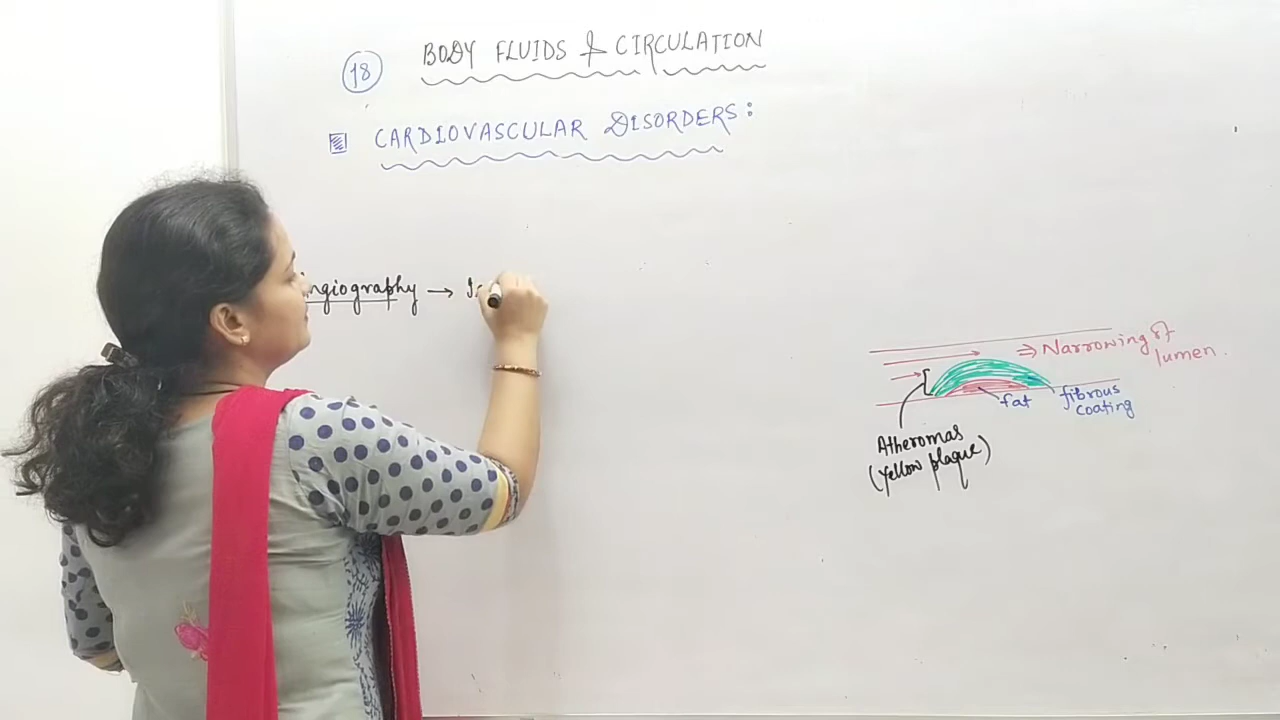 18 BODY FLUIDS & CIRCULATION
CARDIOVASCULAR DISORDERS:
ngiography →
⇒ Narrowing of
lumen.
fat
fibrous
coating
Atheromas
(Yellow plaque)